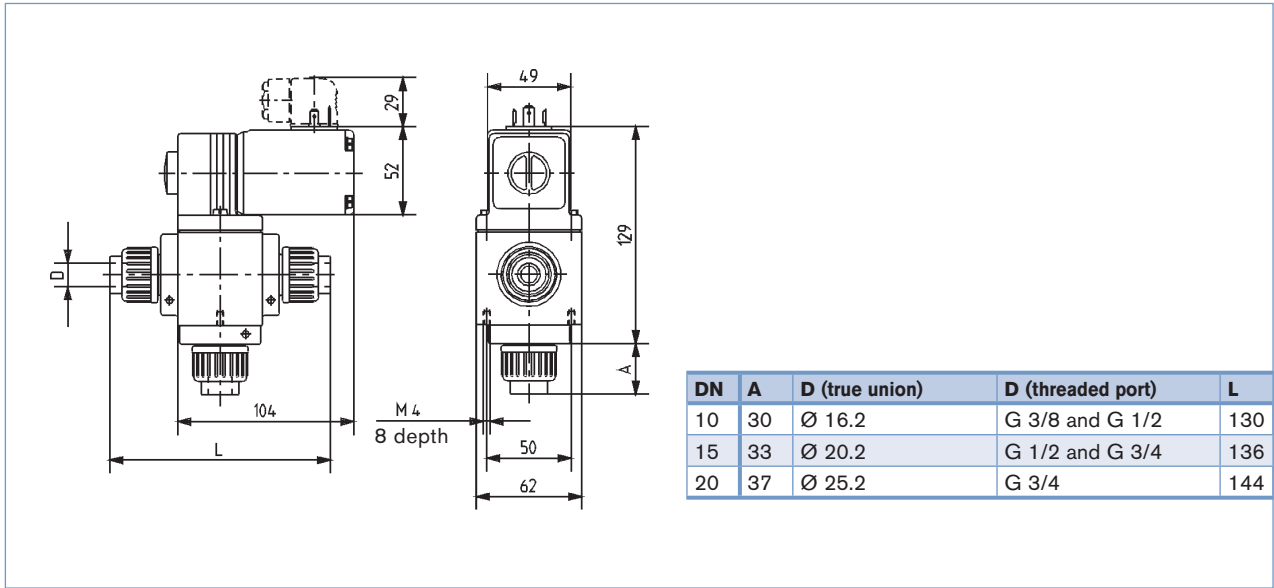 49
29
52
129
D
A
104
M 4
8 depth
L
50
62
DN A D (true union) D (threaded port) L
10 30 Ø 16.2 G 3/8 and G 1/2 130
15 33 Ø 20.2 G 1/2 and G 3/4 136
20 37 Ø 25.2 G 3/4 144